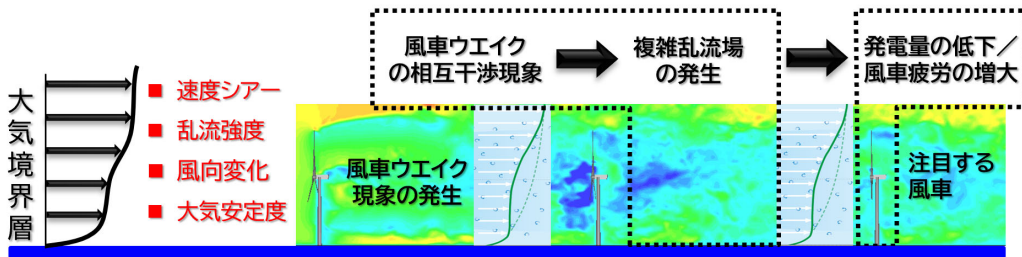 大気境界層
■ 速度シアー
■ 乱流強度
■ 風向変化
■ 大気安定度
風車ウエイク
の相互干渉現象
複雑乱流場
の発生
発電量の低下／
風車疲労の増大
風車ウエイク
現象の発生
注目する
風車